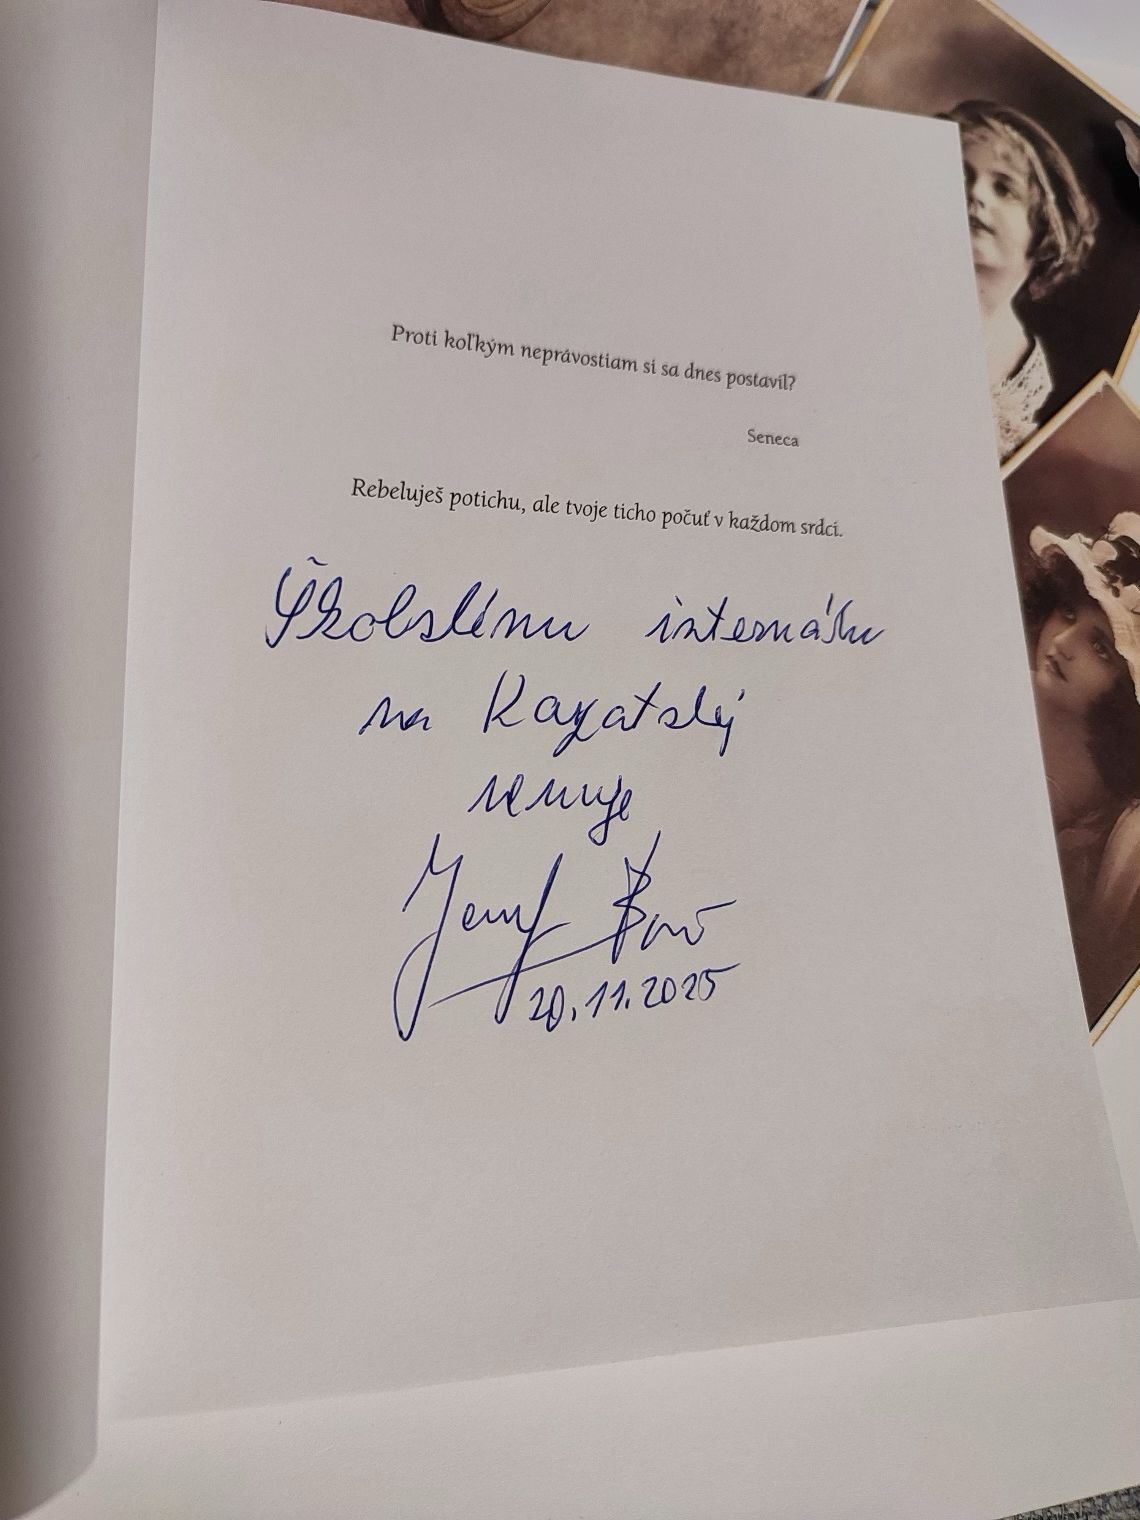 Proti koľkým neprávostiam si sa dnes postavil?
Seneca
Rebeluješ potichu, ale tvoje ticho počuť v každom srdci.
Školskému internátu
na
venuje
Jozef
20.11.2025